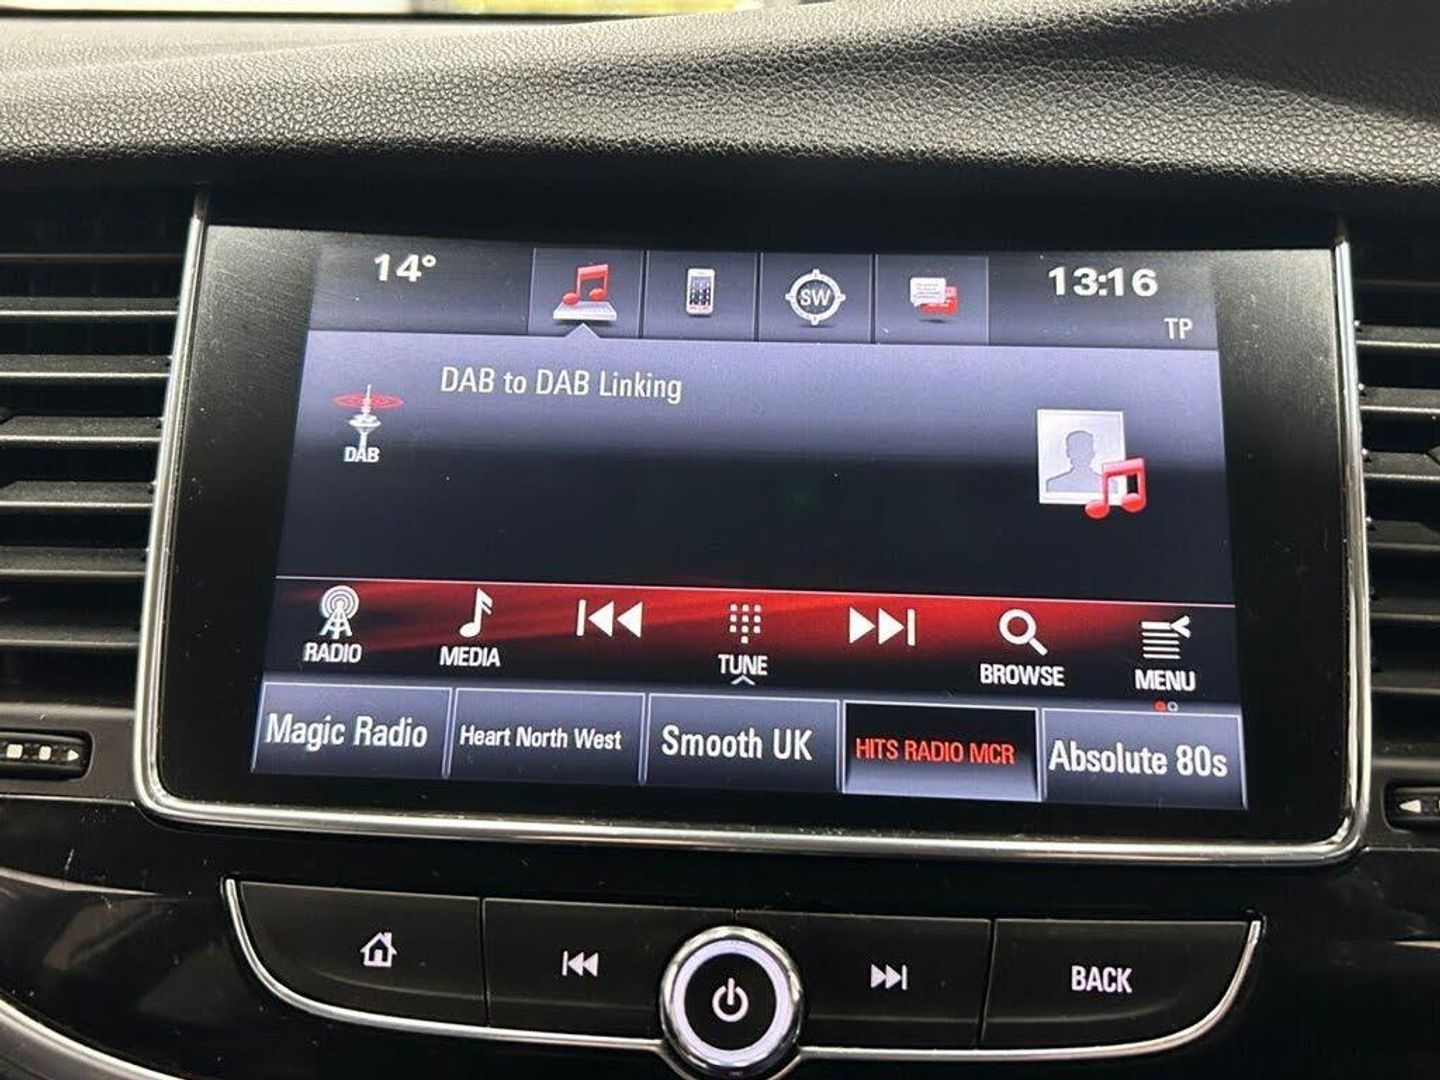 14°
SW
13:16
TP
DAB to DAB Linking
DAB
RADIO
MEDIA
TUNE
BROWSE
MENU
Magic Radio
Heart North West
Smooth UK
HITS RADIO MCR
Absolute 80s
BACK